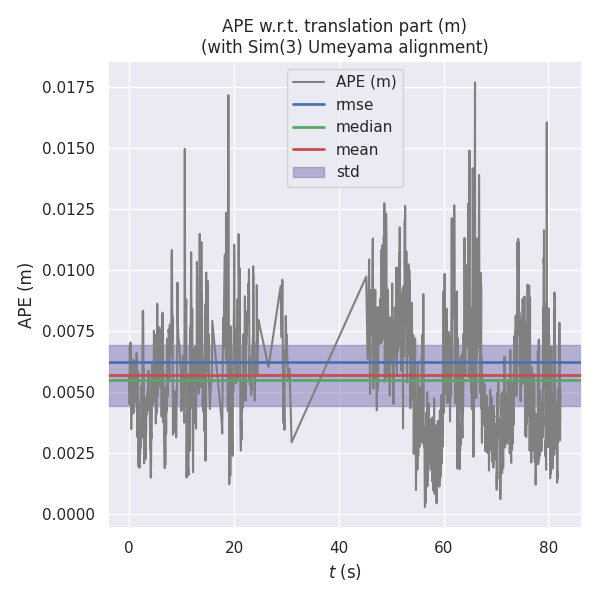 APE w.r.t. translation part (m)
(with Sim(3) Umeyama alignment)
APE (m)
rmse
median
mean
std
APE (m)
0.0175
0.0150
0.0125
0.0100
0.0075
0.0050
0.0025
0.0000
0 20 40 60 80
t (s)